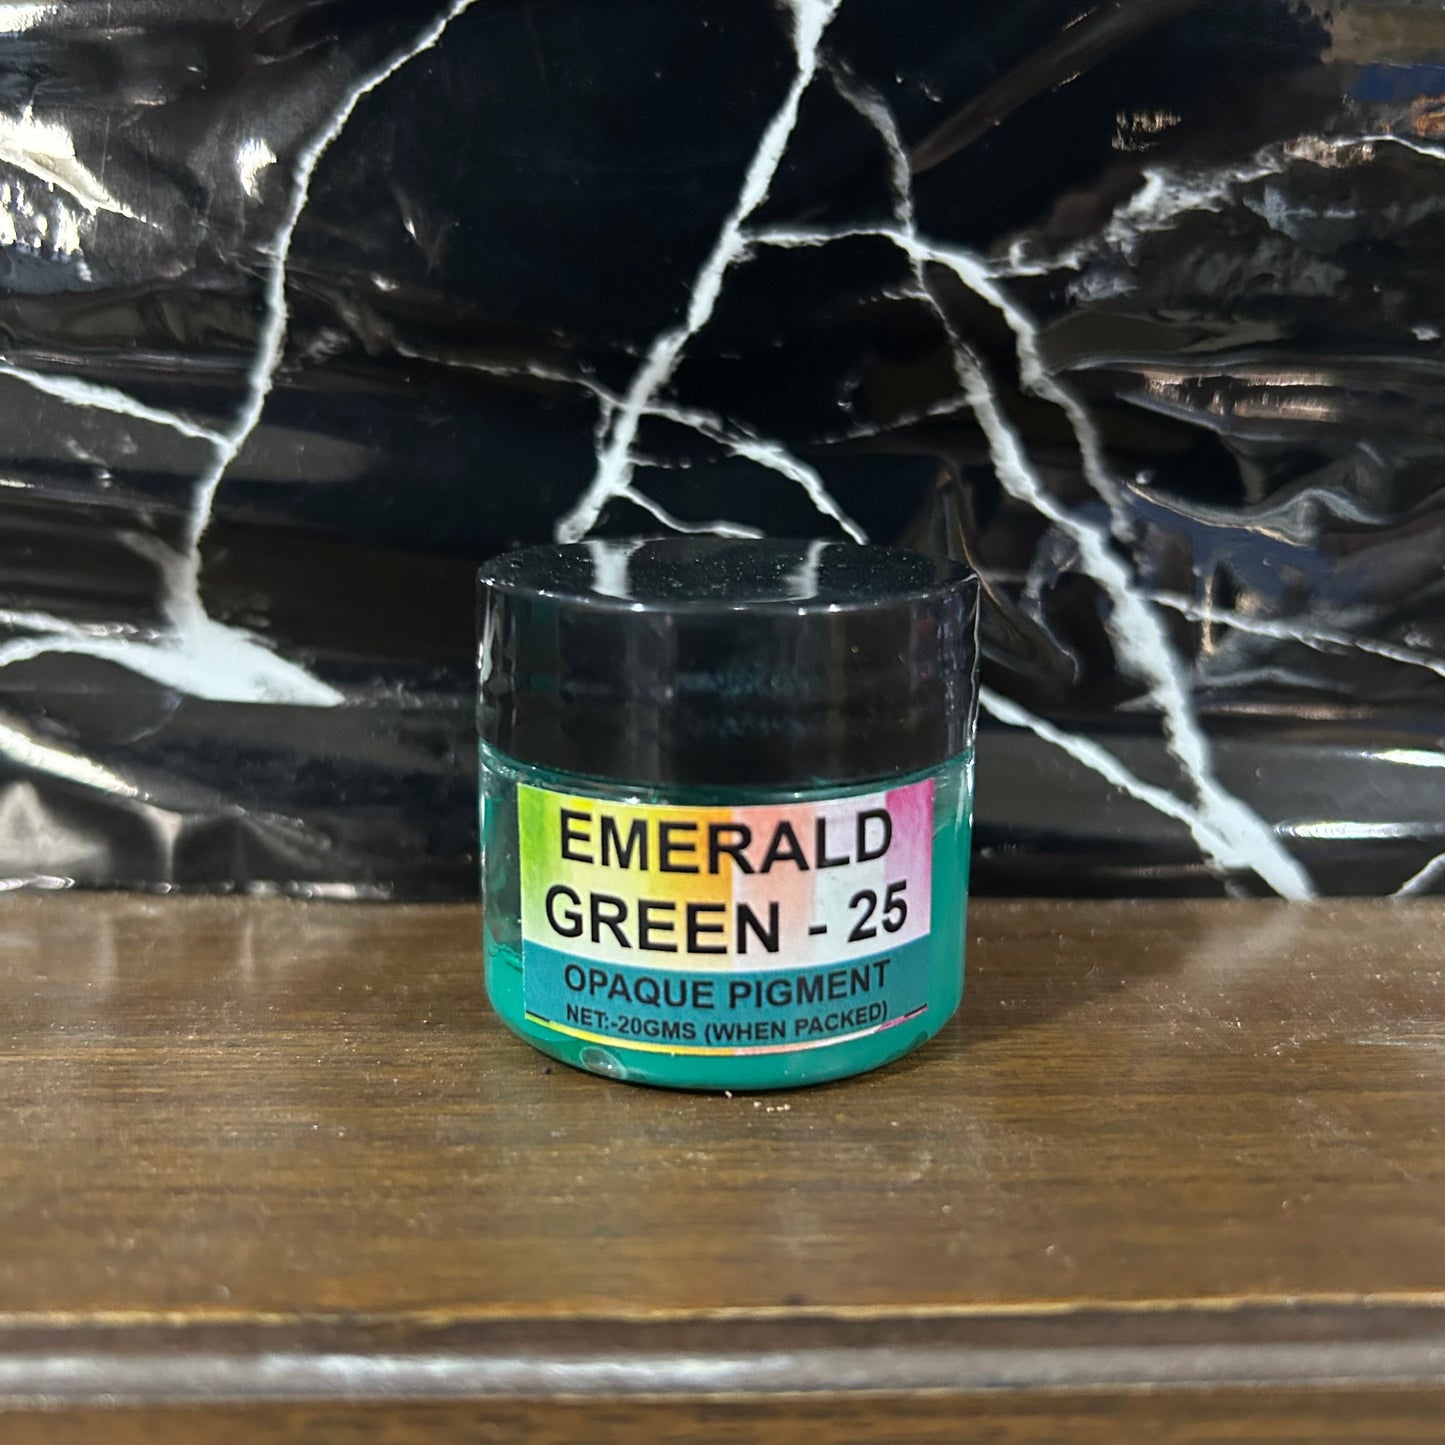 EMERALD
GREEN - 25
OPAQUE PIGMENT
NET:-20GMS (WHEN PACKED)